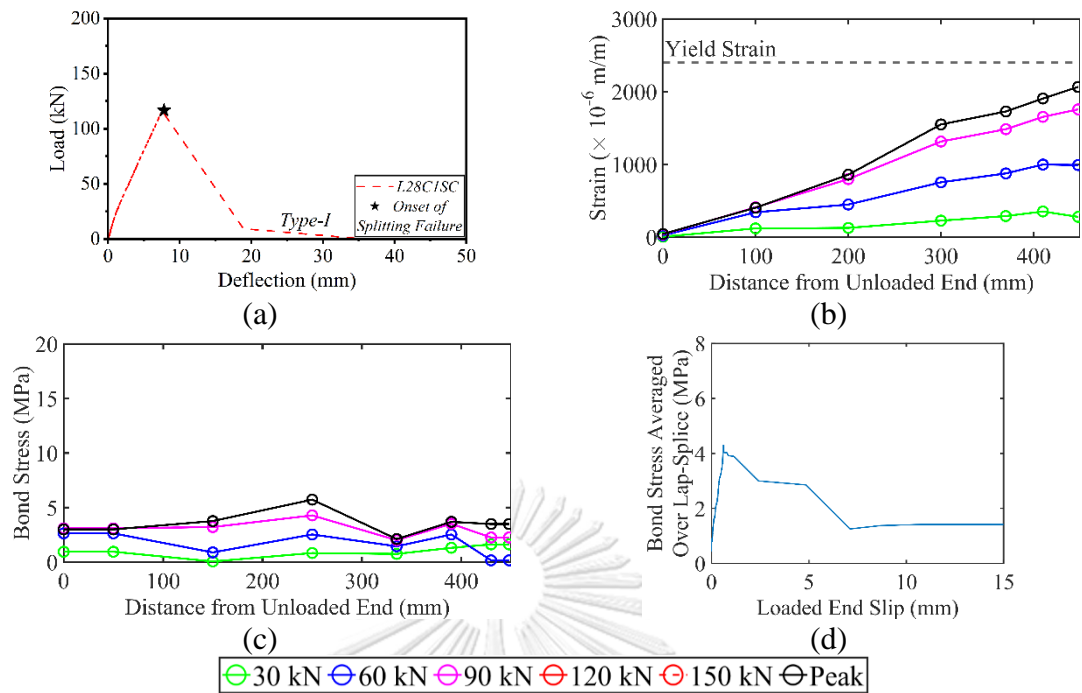 200
150
100
50
0
Load (kN)
0 10 20 30 40 50
Deflection (mm)
L28C1SC
Onset of
Splitting Failure
Type-I
(a)
3000
2000
1000
0
Strain (× 10⁻⁶ m/m)
Yield Strain
0 100 200 300 400
Distance from Unloaded End (mm)
(b)
20
15
10
5
0
Bond Stress (MPa)
0 100 200 300 400
Distance from Unloaded End (mm)
(c)
8
6
4
2
0
Bond Stress Averaged
Over Lap-Splice (MPa)
0 5 10 15
Loaded End Slip (mm)
(d)
30 kN 60 kN 90 kN 120 kN 150 kN Peak